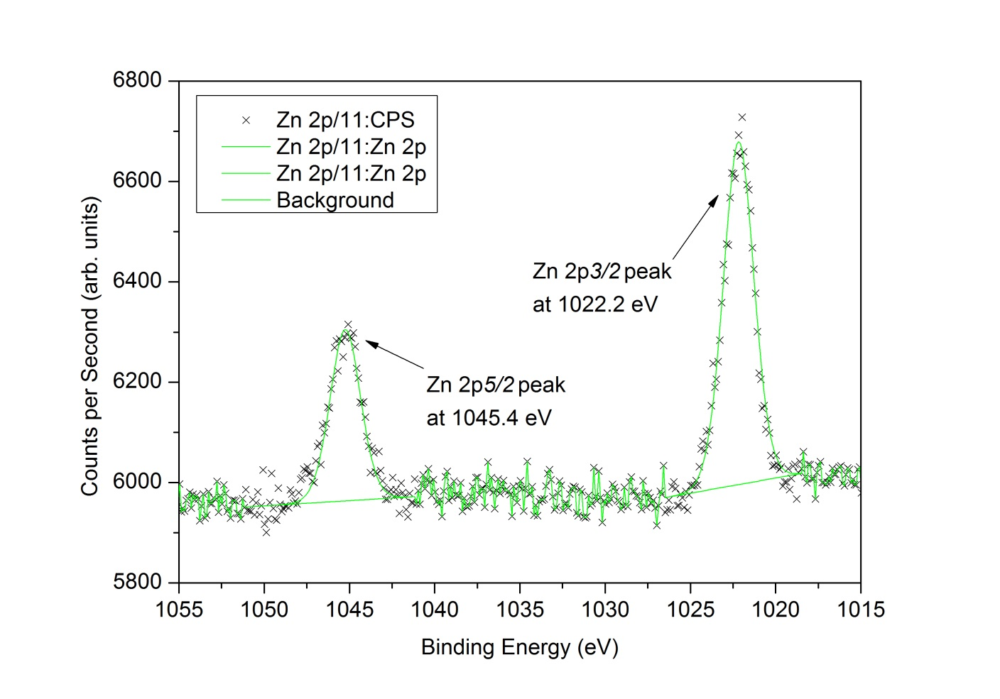 6800
6600
6400
6200
6000
5800
Counts per Second (arb. units)
Zn 2p/11:CPS
Zn 2p/11:Zn 2p
Zn 2p/11:Zn 2p
Background
Zn 2p3/2 peak
at 1022.2 eV
Zn 2p5/2 peak
at 1045.4 eV
1055 1050 1045 1040 1035 1030 1025 1020 1015
Binding Energy (eV)